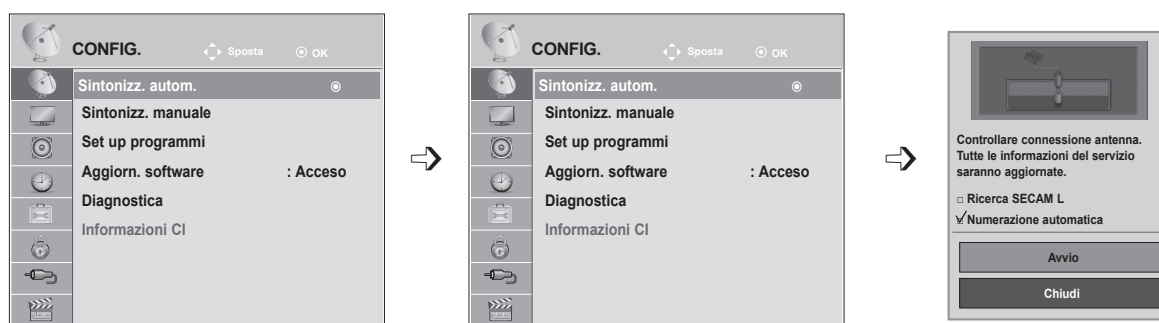 CONFIG. Sposta OK
Sintonizz. autom.
Sintonizz. manuale
Set up programmi
Aggiorn. software : Acceso
Diagnostica
Informazioni CI
CONFIG. Sposta OK
Sintonizz. autom.
Sintonizz. manuale
Set up programmi
Aggiorn. software : Acceso
Diagnostica
Informazioni CI
Controllare connessione antenna.
Tutte le informazioni del servizio
saranno aggiornate.
Ricerca SECAM L
Numerazione automatica
Avvio
Chiudi